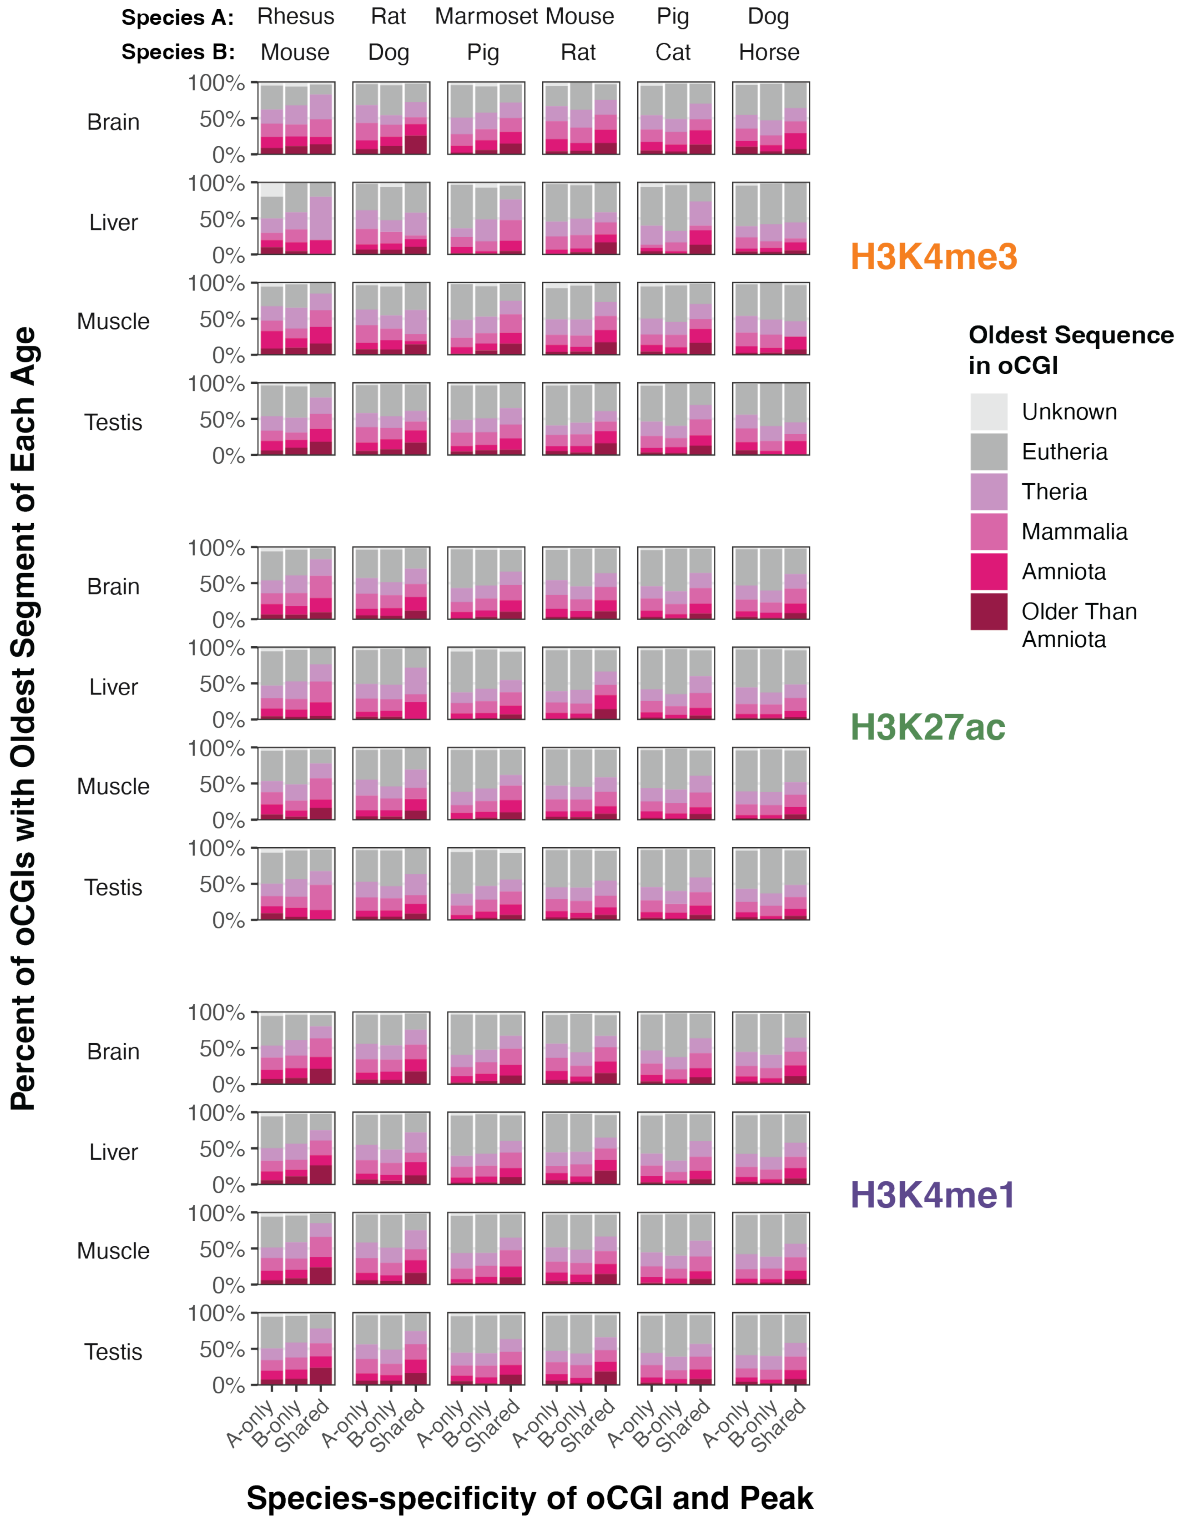 Species A: Rhesus Rat Marmoset Mouse Pig Dog
Species B: Mouse Dog Pig Rat Cat Horse
Percent of oCGIs with Oldest Segment of Each Age
Brain
100%
50%
0%
Liver
100%
50%
0%
Muscle
100%
50%
0%
Testis
100%
50%
0%
H3K4me3
Oldest Sequence
in oCGI
Unknown
Eutheria
Theria
Mammalia
Amniota
Older Than
Amniota
Brain
100%
50%
0%
Liver
100%
50%
0%
Muscle
100%
50%
0%
Testis
100%
50%
0%
H3K27ac
Brain
100%
50%
0%
Liver
100%
50%
0%
Muscle
100%
50%
0%
Testis
100%
50%
0%
H3K4me1
A-only B-only Shared A-only B-only Shared A-only B-only Shared A-only B-only Shared A-only B-only Shared A-only B-only Shared
Species-specificity of oCGI and Peak